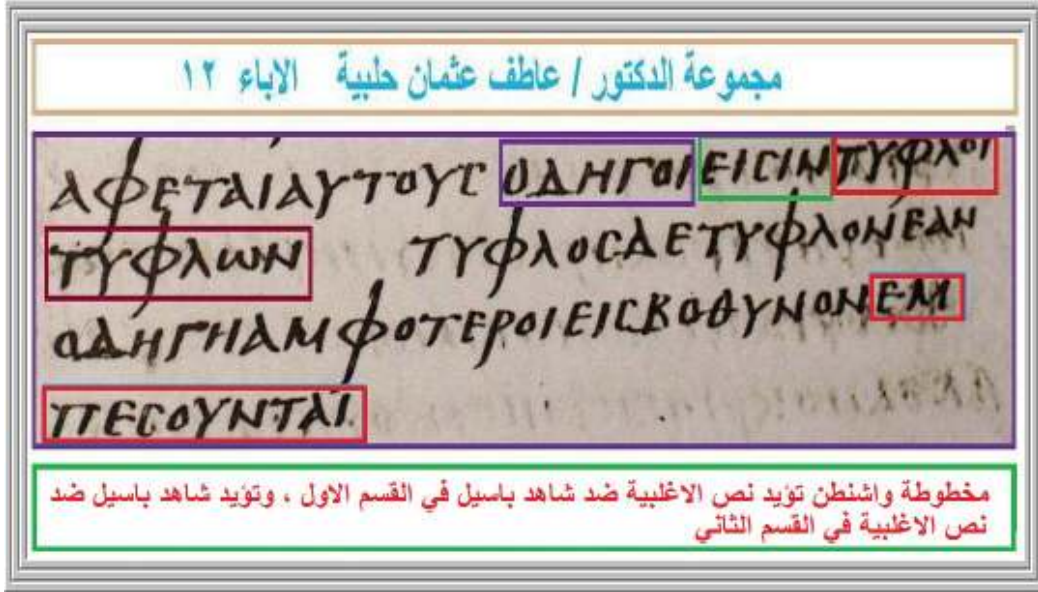 مجموعة الدكتور / عاطف عثمان حلبية الاباء ١٢
ΑΦΕΤΑΙΑΥΤΟΥϹ ΟΔΗΓΟΙ ΕΙϹΙΝ ΤΥΦΛΟΙ
ΤΥΦΛωΝ ΤΥΦΛΟϹΔΕΤΥΦΛΟΝΕΑΝ
ΟΔΗΓΗΑΜΦΟΤΕΡΟΙΕΙϹΒΟΘΥΝΟΝΕΜ
ΠΕϹΟΥΝΤΑΙ
مخطوطة واشنطن تؤيد نص الاغلبية ضد شاهد باسيل في القسم الاول ، وتؤيد شاهد باسيل ضد
نص الاغلبية في القسم الثاني